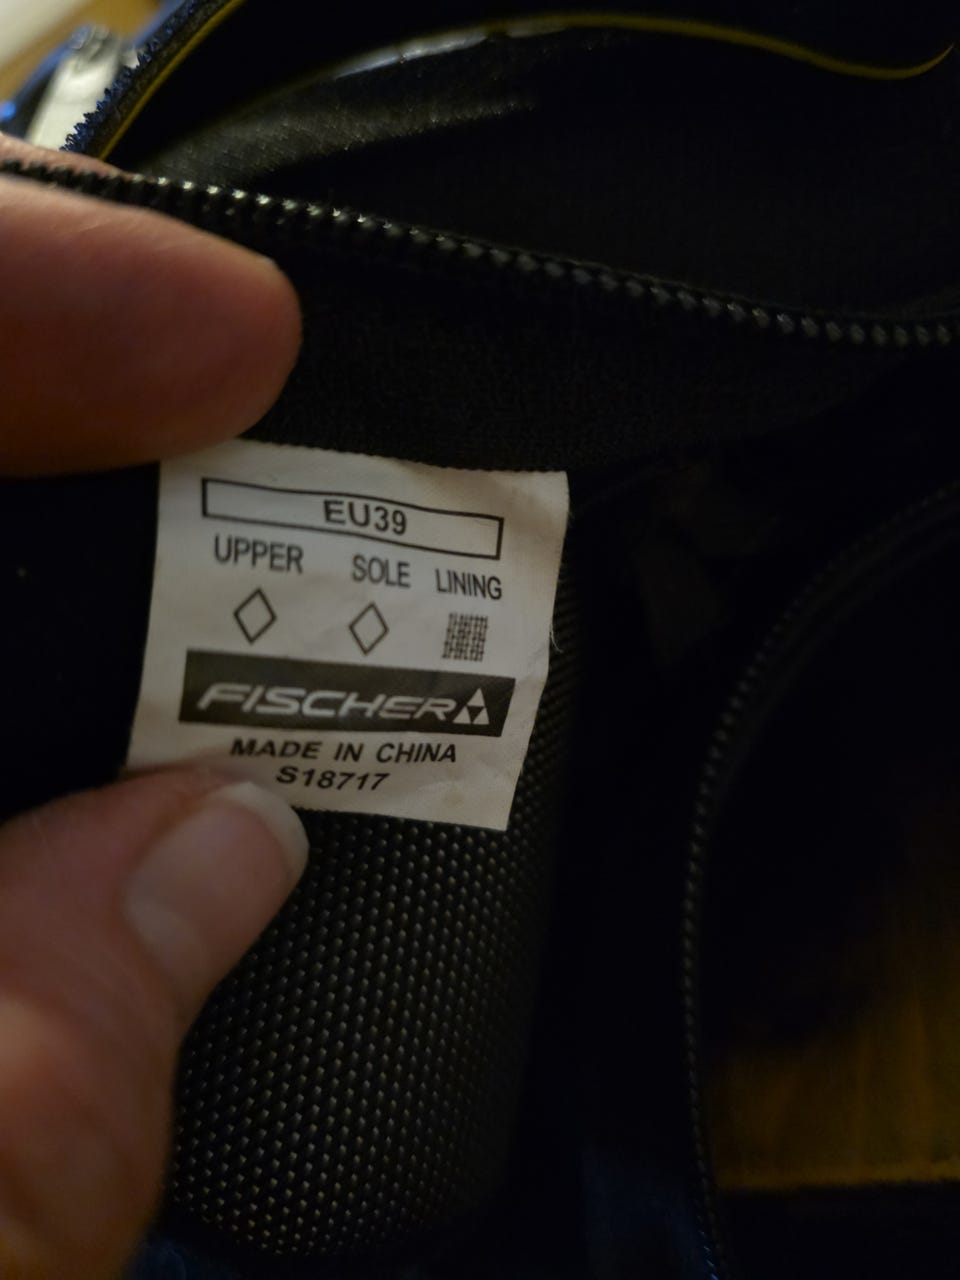 EU39
UPPER SOLE LINING
FISCHER
MADE IN CHINA
S18717